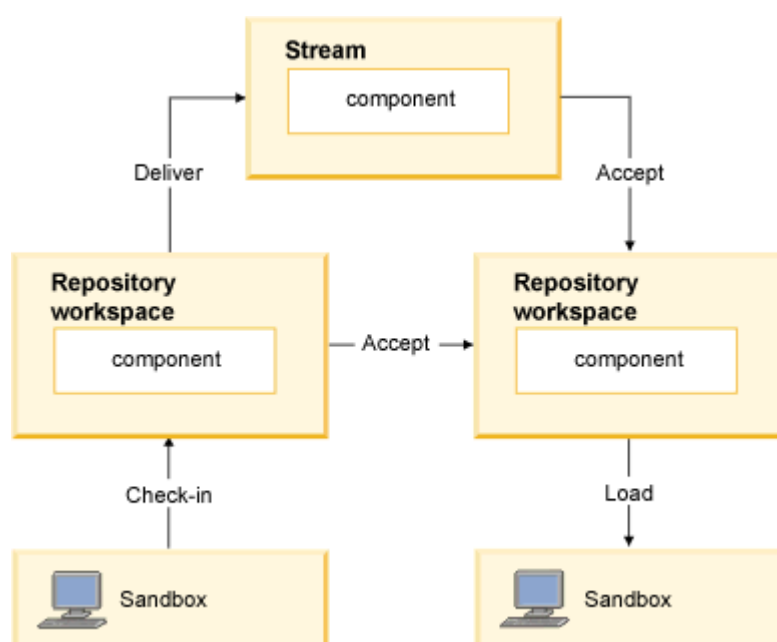 Stream
component
Deliver
Accept
Repository
workspace
component
Accept
Repository
workspace
component
Check-in
Load
Sandbox
Sandbox